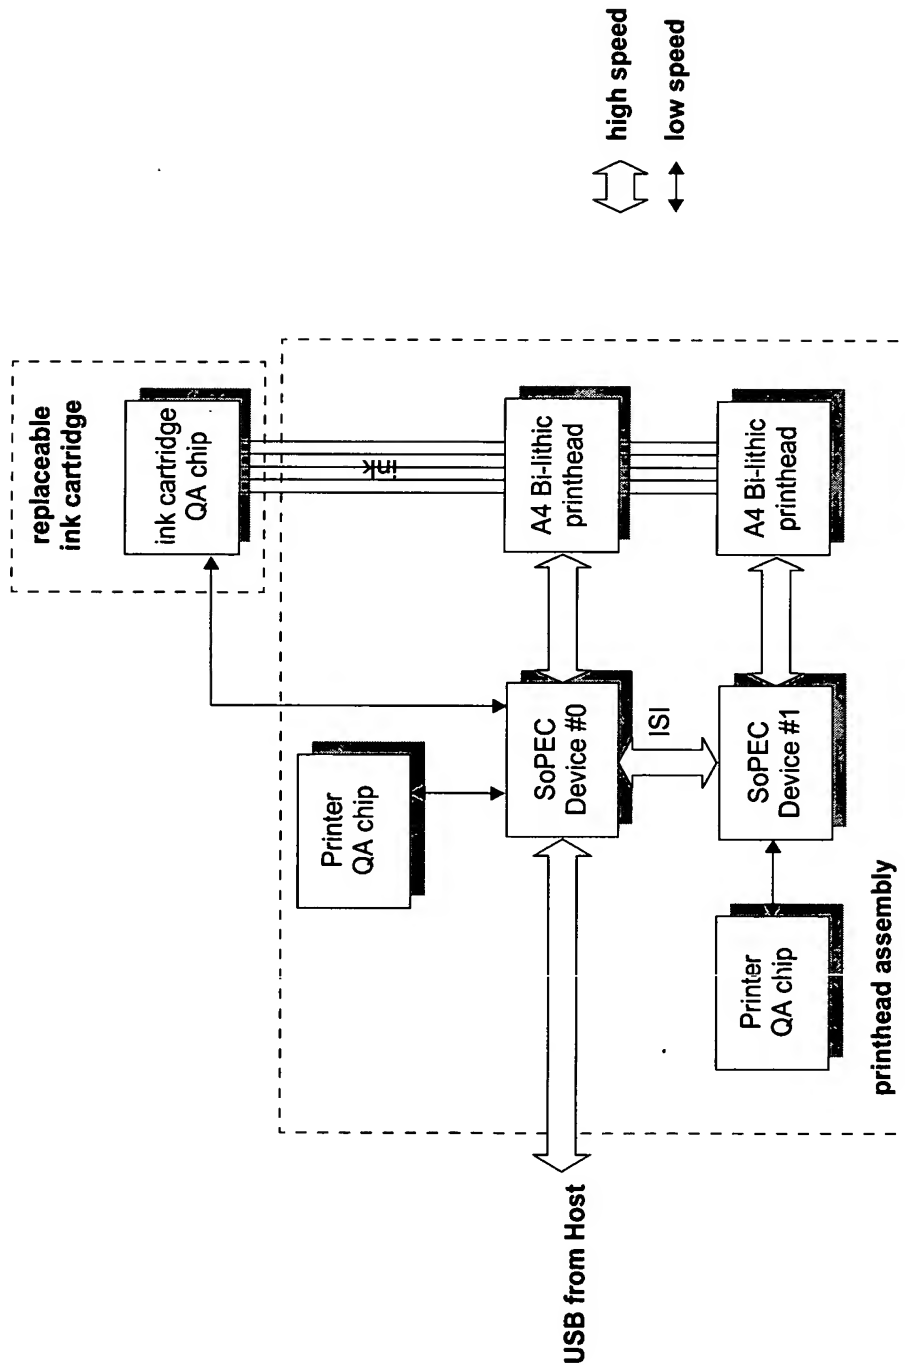 replaceable
ink cartridge
ink cartridge
QA chip
ink
Printer
QA chip
USB from Host
SoPEC
Device #0
A4 Bi-lithic
printhead
ISI
Printer
QA chip
SoPEC
Device #1
A4 Bi-lithic
printhead
printhead assembly
high speed
low speed